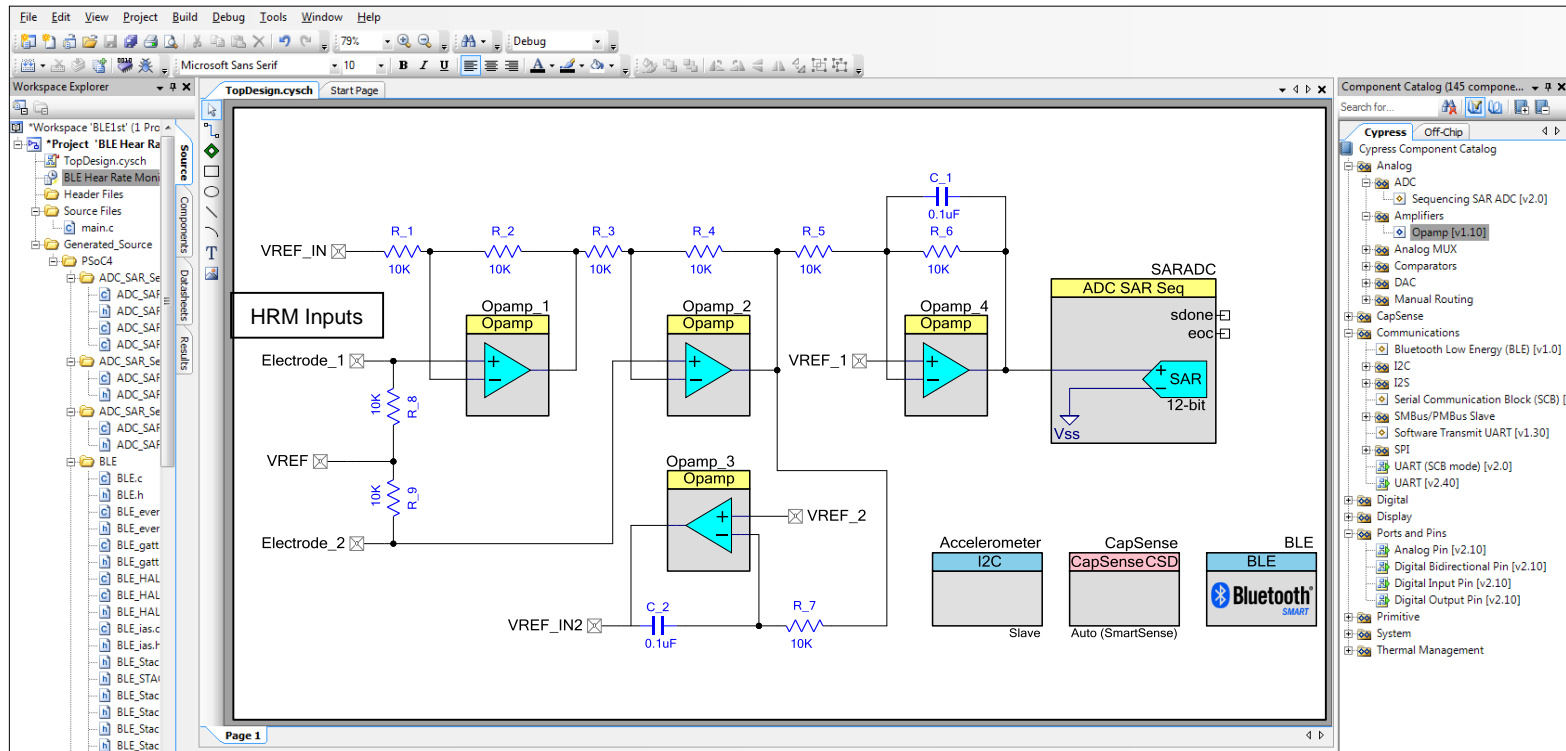 File Edit View Project Build Debug Tools Window Help
79% Debug
Microsoft Sans Serif 10 B I U A
Workspace Explorer
*Workspace 'BLE1st' (1 Pro
*Project 'BLE Hear Ra
TopDesign.cysch
BLE Hear Rate Moni
Header Files
Source Files
main.c
Generated_Source
PSoC4
ADC_SAR_Seq
ADC_SAF
ADC_SAF
ADC_SAF
ADC_SAF
ADC_SAR_Se
ADC_SAF
ADC_SAF
ADC_SAR_Se
ADC_SAF
ADC_SAF
BLE
BLE.c
BLE.h
BLE_ever
BLE_ever
BLE_gatt
BLE_gatt
BLE_HAL
BLE_HAL
BLE_HAL
BLE_ias.c
BLE_ias.h
BLE_Stac
BLE_STA
BLE_Stac
BLE_Stac
BLE_Stac
BLE_Stac
Source
Components
Datasheets
Results
TopDesign.cysch Start Page
T
C_1
0.1uF
VREF_IN
R_1
10K
R_2
10K
R_3
10K
R_4
10K
R_5
10K
R_6
10K
HRM Inputs
Opamp_1
Opamp
Opamp_2
Opamp
Opamp_4
Opamp
SARADC
ADC SAR Seq
sdone
eoc
SAR
12-bit
Vss
Electrode_1
VREF_1
10K
R_8
VREF
10K
R_9
Electrode_2
Opamp_3
Opamp
VREF_2
VREF_IN2
C_2
0.1uF
R_7
10K
Accelerometer
I2C
Slave
CapSense
CapSense CSD
Auto (SmartSense)
BLE
BLE
Bluetooth
SMART
Page 1
Component Catalog (145 compone...
Search for...
Cypress Off-Chip
Cypress Component Catalog
Analog
ADC
Sequencing SAR ADC [v2.0]
Amplifiers
Opamp [v1.10]
Analog MUX
Comparators
DAC
Manual Routing
CapSense
Communications
Bluetooth Low Energy (BLE) [v1.0]
I2C
I2S
Serial Communication Block (SCB) [
SMBus/PMBus Slave
Software Transmit UART [v1.30]
SPI
UART (SCB mode) [v2.0]
UART [v2.40]
Digital
Display
Ports and Pins
Analog Pin [v2.10]
Digital Bidirectional Pin [v2.10]
Digital Input Pin [v2.10]
Digital Output Pin [v2.10]
Primitive
System
Thermal Management